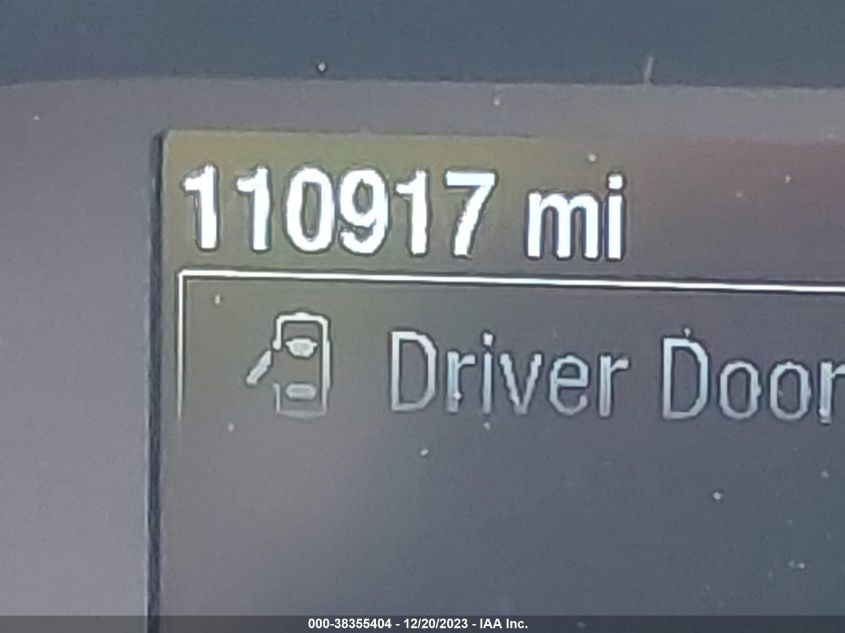 110917 mi
Driver Door
000-38355404 - 12/20/2023 - IAA Inc.